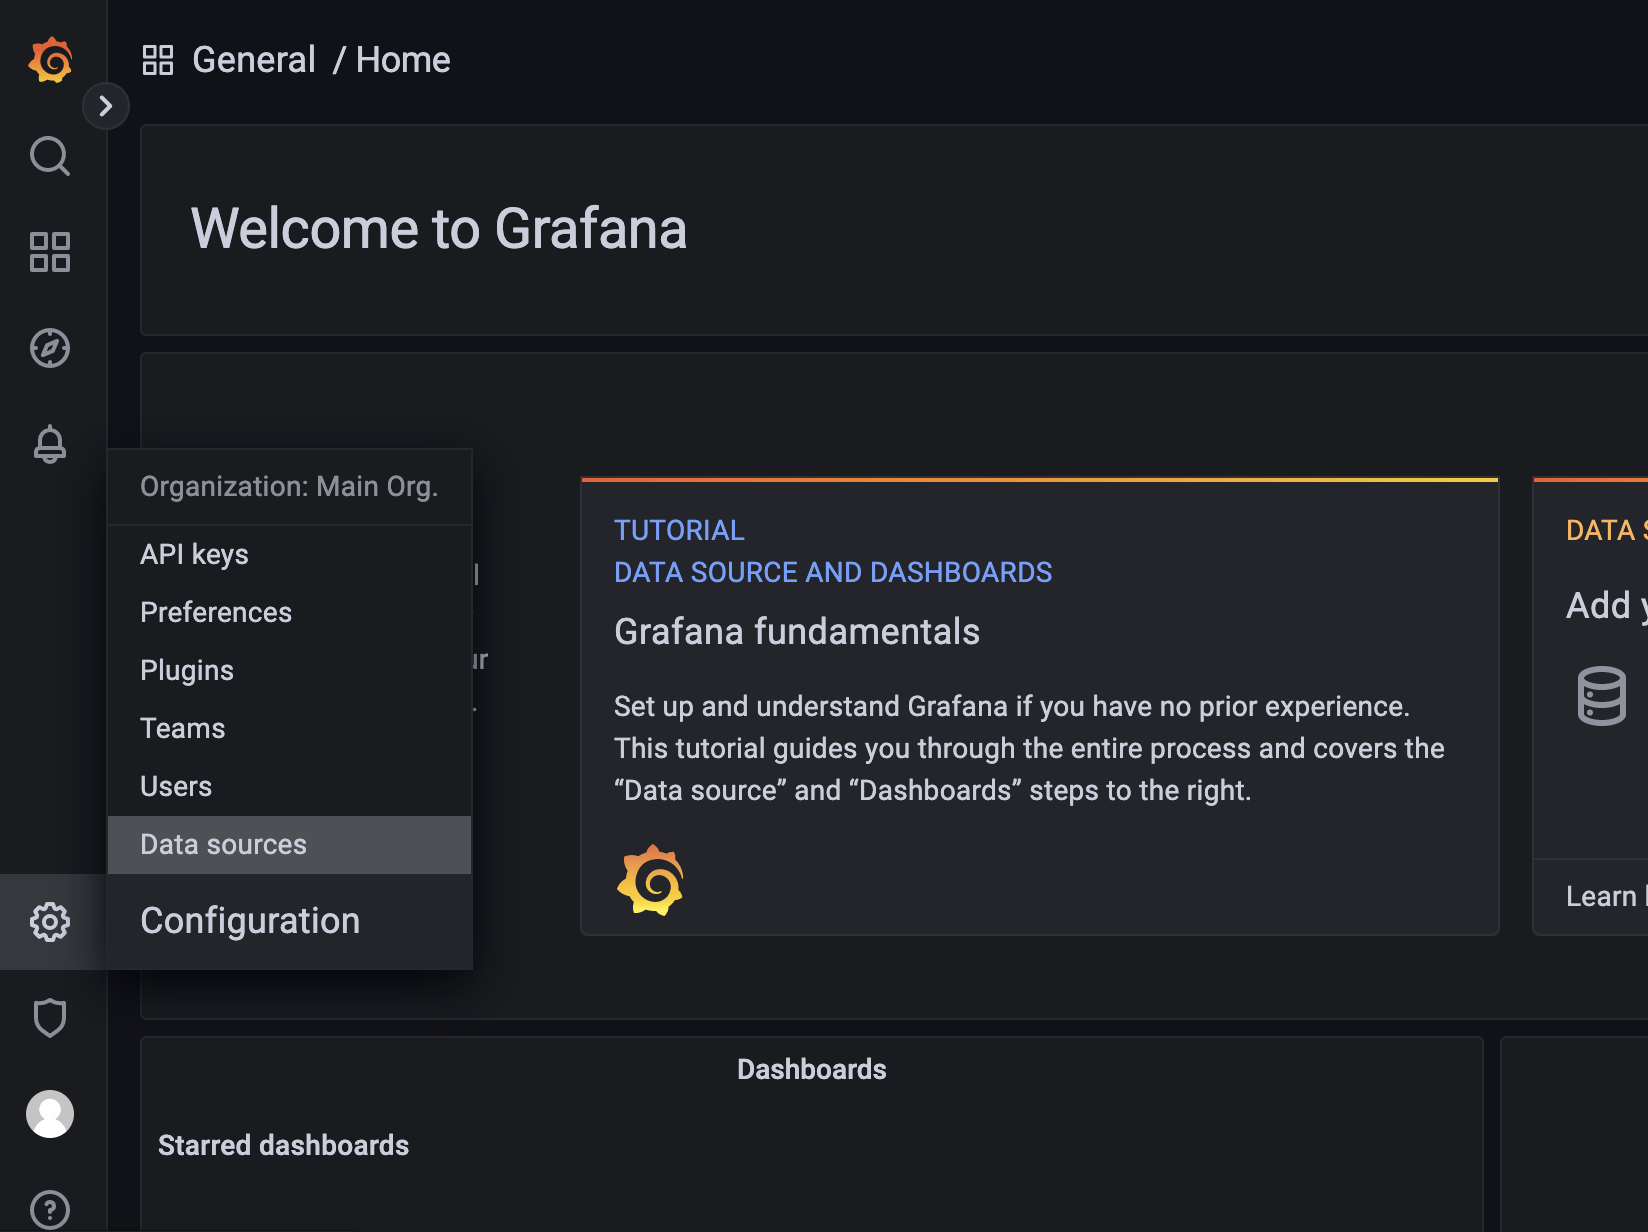 General / Home
Welcome to Grafana
Organization: Main Org.
API keys
Preferences
Plugins
Teams
Users
Data sources
Configuration
TUTORIAL
DATA SOURCE AND DASHBOARDS
Grafana fundamentals
Set up and understand Grafana if you have no prior experience.
This tutorial guides you through the entire process and covers the
“Data source” and “Dashboards” steps to the right.
DATA
Add
Learn
Dashboards
Starred dashboards